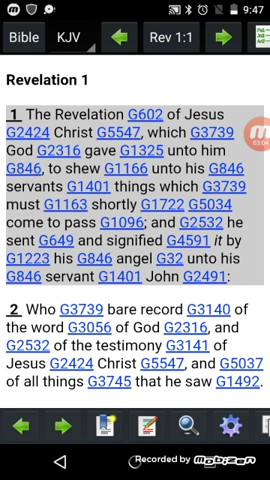 9:47
Bible KJV Rev 1:1
03:04
Revelation 1
1 The Revelation G602 of Jesus
G2424 Christ G5547, which G3739
God G2316 gave G1325 unto him
G846, to shew G1166 unto his G846
servants G1401 things which G3739
must G1163 shortly G1722 G5034
come to pass G1096; and G2532 he
sent G649 and signified G4591 it by
G1223 his G846 angel G32 unto his
G846 servant G1401 John G2491:
2 Who G3739 bare record G3140 of
the word G3056 of God G2316, and
G2532 of the testimony G3141 of
Jesus G2424 Christ G5547, and G5037
of all things G3745 that he saw G1492.
Recorded by mobizen